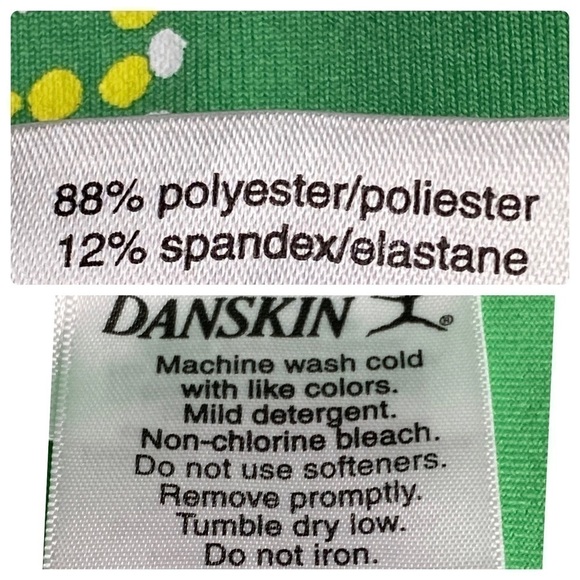 88% polyester/poliester
12% spandex/elastane
DANSKIN ®
Machine wash cold
with like colors.
Mild detergent.
Non-chlorine bleach.
Do not use softeners.
Remove promptly.
Tumble dry low.
Do not iron.